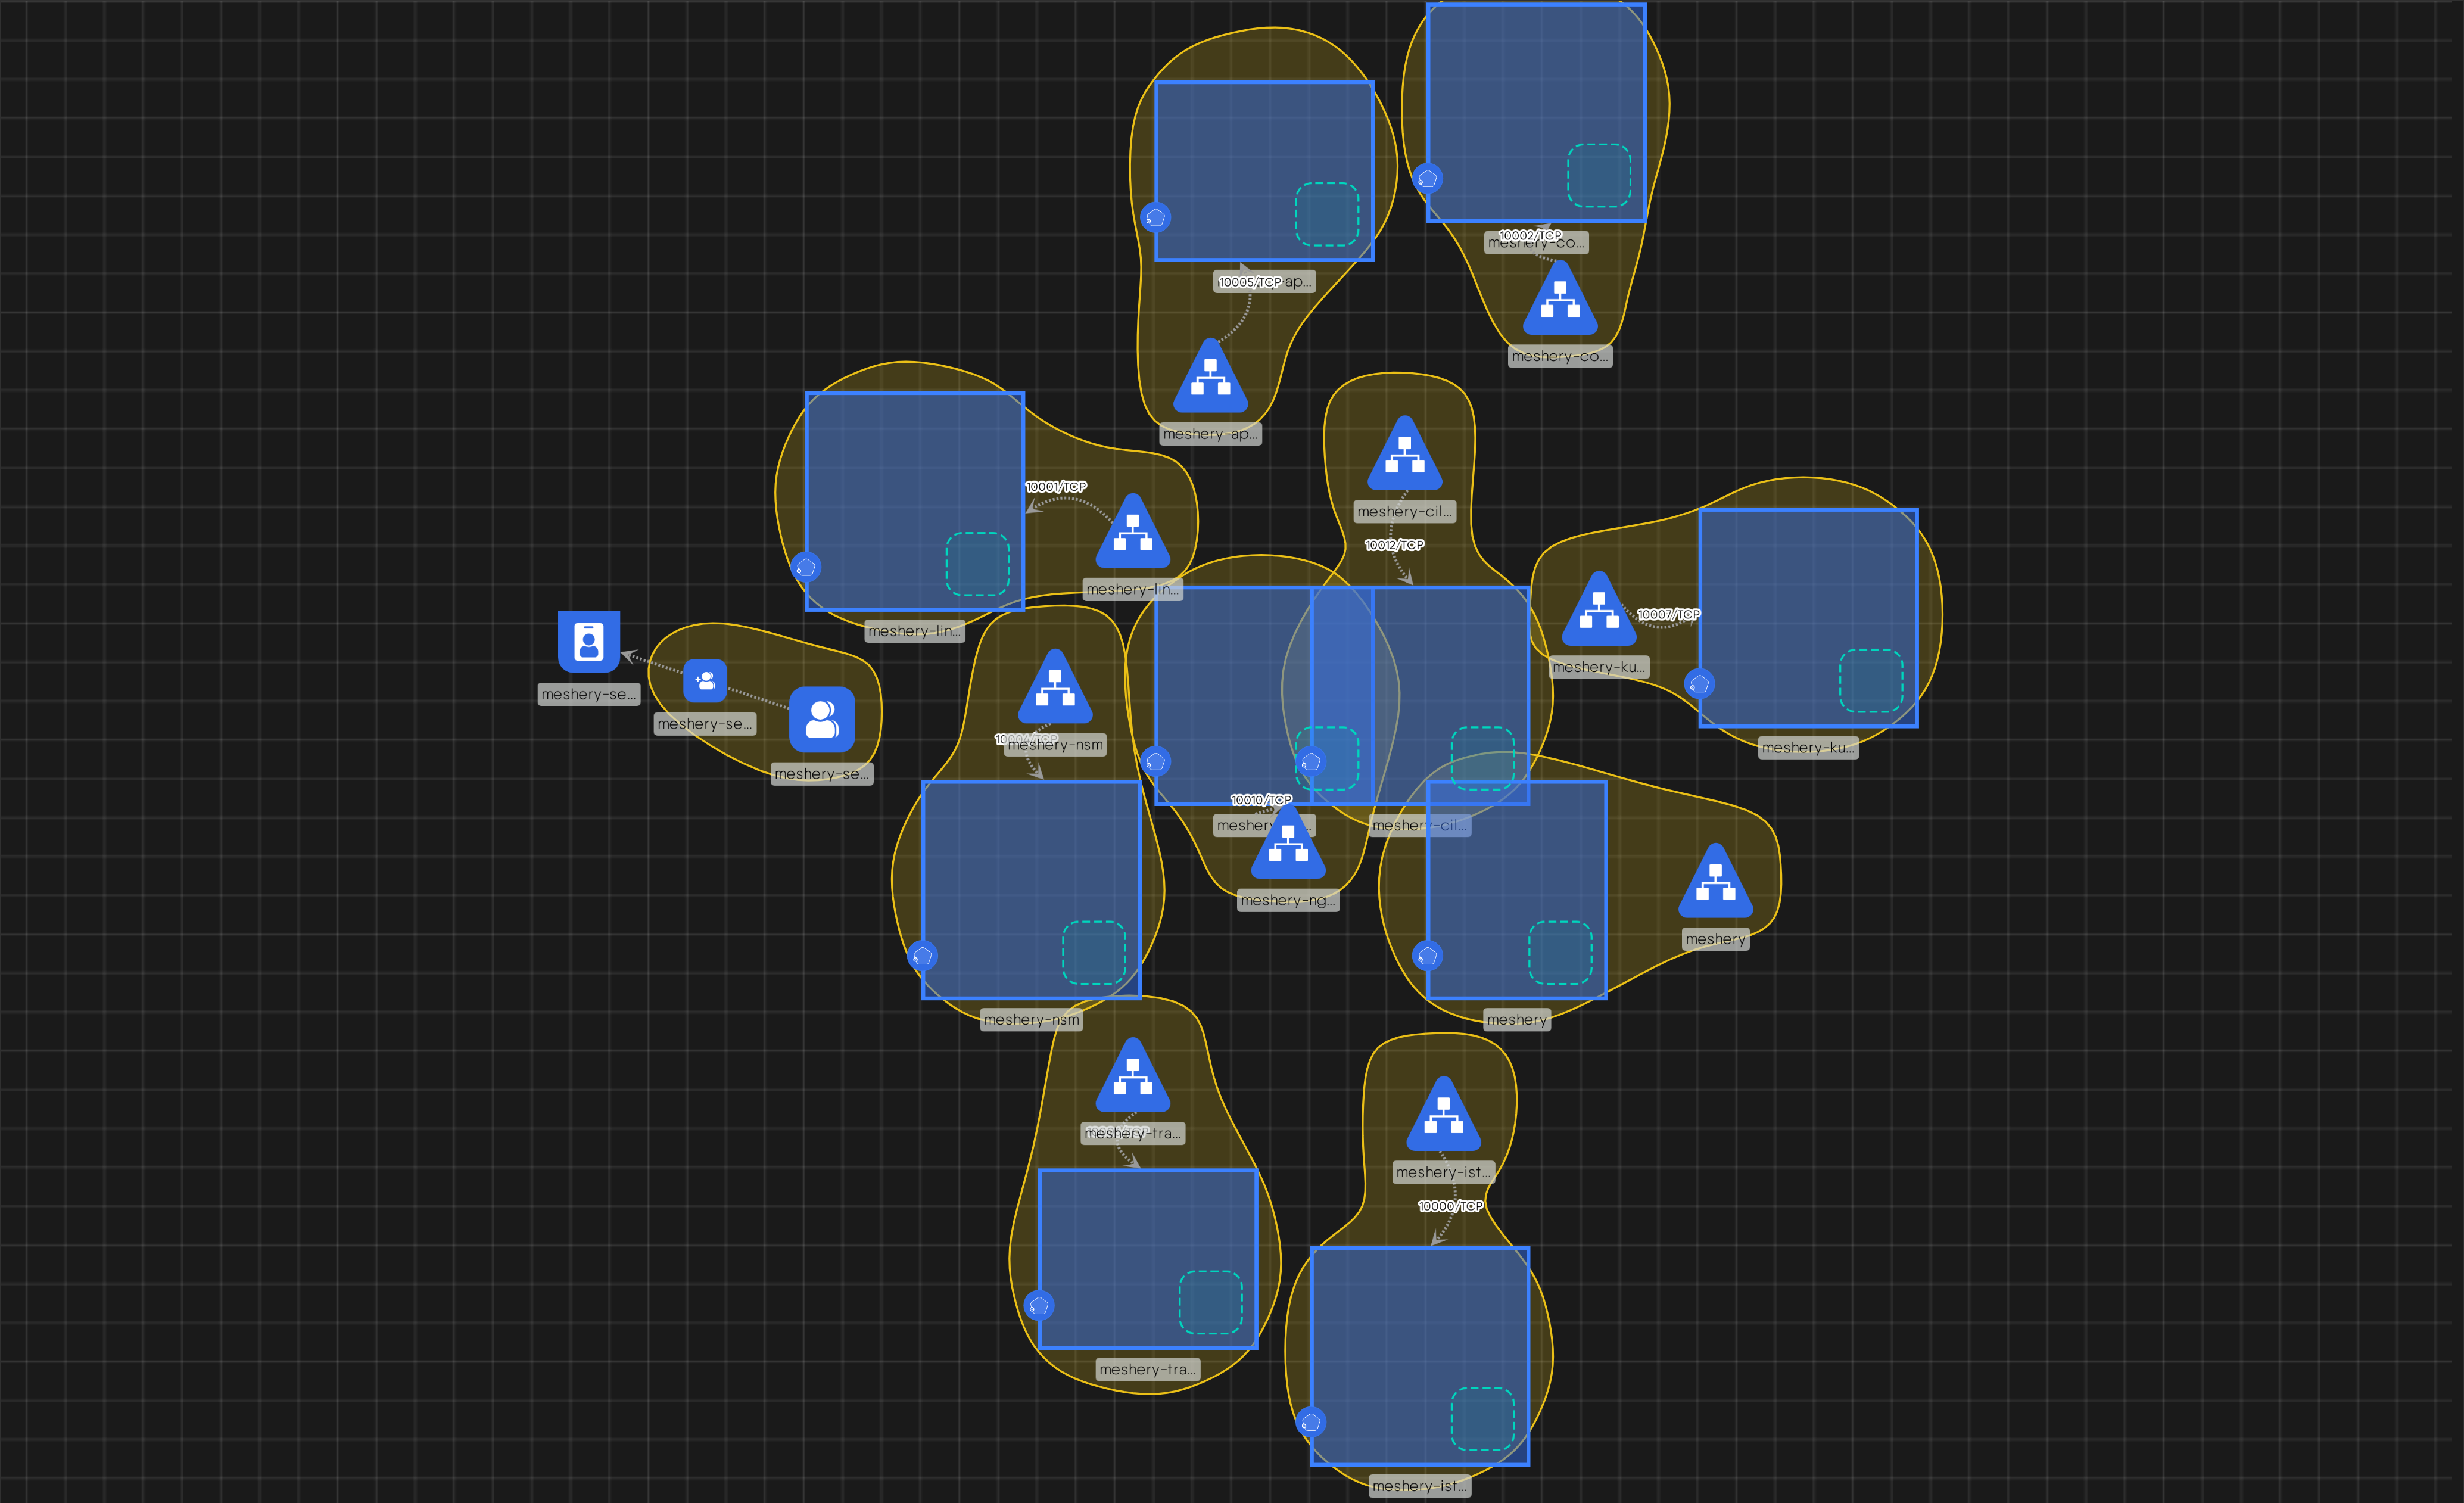 10002/TCP
meshery-co...
10005/TCP
ap...
meshery-co...
meshery-ap...
10001/TCP
meshery-cil...
10012/TCP
meshery-lin...
10007/TCP
meshery-lin...
meshery-ku...
meshery-se...
meshery-se...
meshery-nsm
meshery-ku...
meshery-se...
10010/TCP
meshery
meshery-cil...
meshery-ng...
meshery
meshery-nsm
meshery
meshery-tra...
meshery-ist...
10000/TCP
meshery-tra...
meshery-ist...